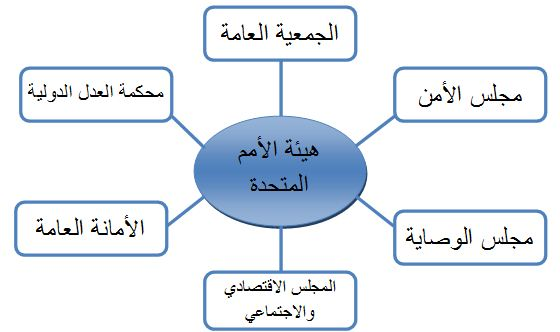 الجمعية العامة
مجلس الأمن
محكمة العدل الدولية
هيئة الأمم
المتحدة
مجلس الوصاية
الأمانة العامة
المجلس الاقتصادي
والاجتماعي